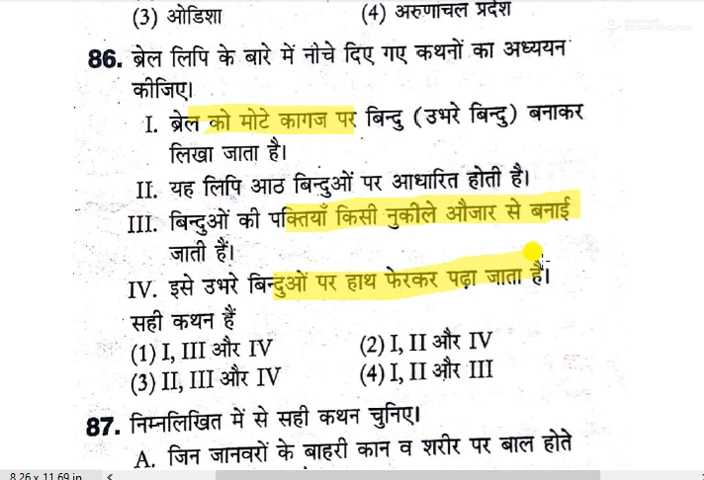 (3) ओडिशा (4) अरुणाचल प्रदेश
86. ब्रेल लिपि के बारे में नीचे दिए गए कथनों का अध्ययन
कीजिए।
I. ब्रेल को मोटे कागज पर बिन्दु (उभरे बिन्दु) बनाकर
लिखा जाता है।
II. यह लिपि आठ बिन्दुओं पर आधारित होती है।
III. बिन्दुओं की पक्तियाँ किसी नुकीले औजार से बनाई
जाती हैं।
IV. इसे उभरे बिन्दुओं पर हाथ फेरकर पढ़ा जाता है।
सही कथन हैं
(1) I, III और IV (2) I, II और IV
(3) II, III और IV (4) I, II और III
87. निम्नलिखित में से सही कथन चुनिए।
A. जिन जानवरों के बाहरी कान व शरीर पर बाल होते
8.26 x 11.69 in